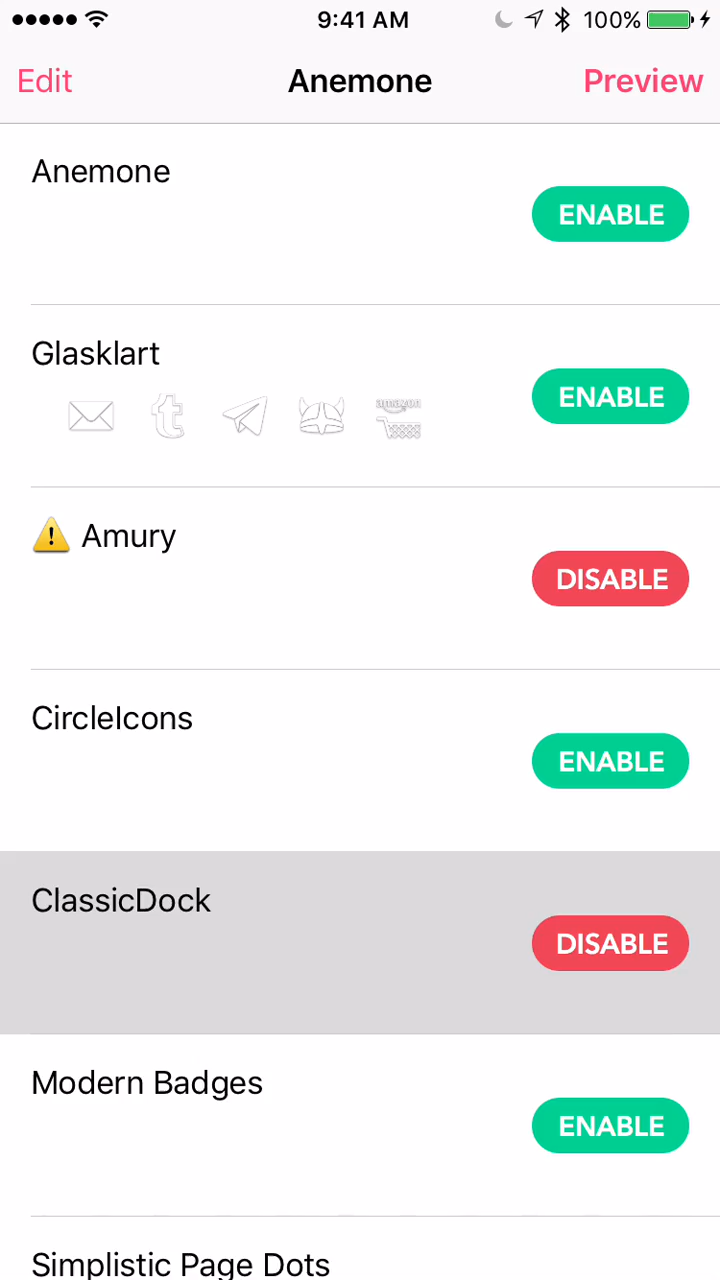 9:41 AM 100%
Edit Anemone Preview
Anemone
ENABLE
Glasklart
ENABLE
t amazon
Amury
DISABLE
CircleIcons
ENABLE
ClassicDock
DISABLE
Modern Badges
ENABLE
Simplistic Page Dots